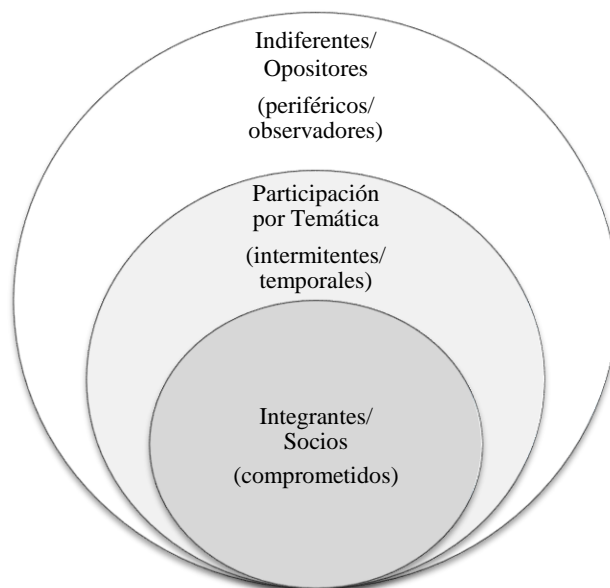 Indiferentes/
Opositores
(periféricos/
observadores)
Participación
por Temática
(intermitentes/
temporales)
Integrantes/
Socios
(comprometidos)